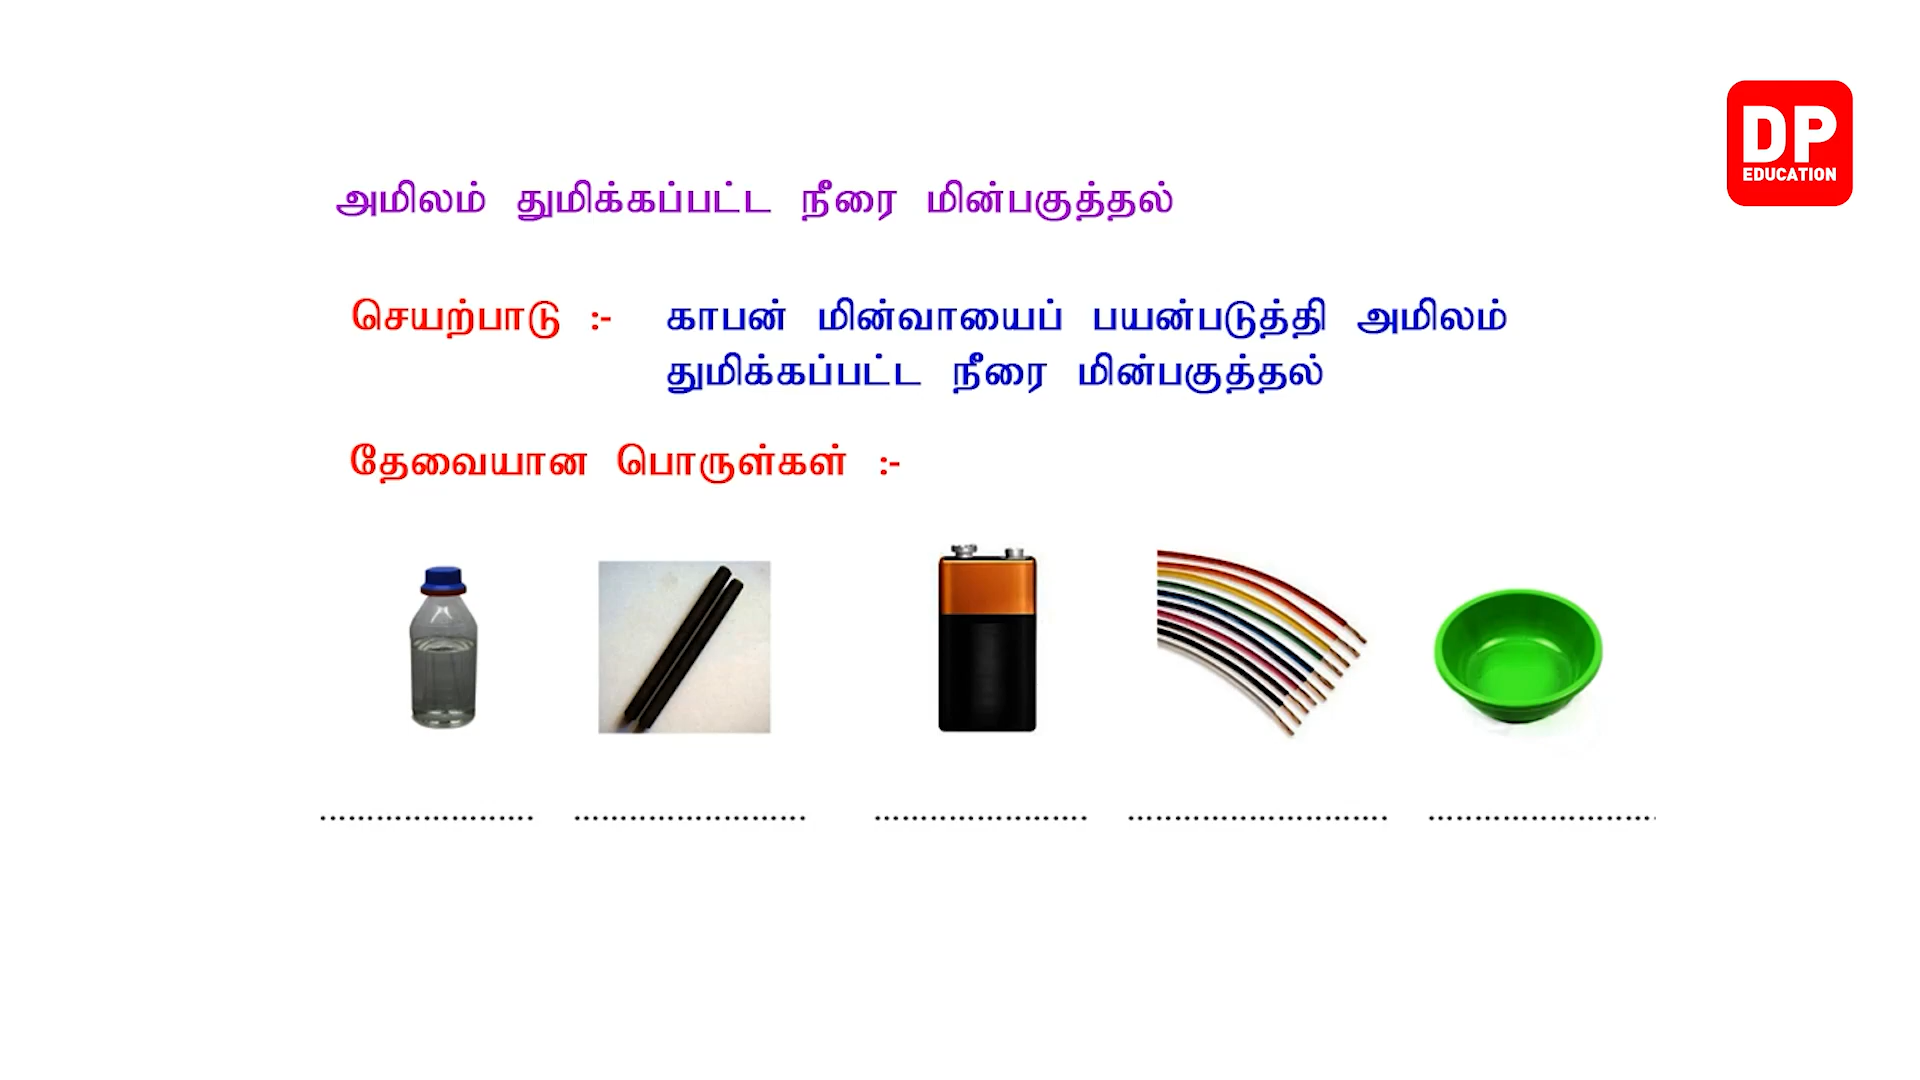 DP
EDUCATION
அமிலம் துமிக்கப்பட்ட நீரை மின்பகுத்தல்
செயற்பாடு :- காபன் மின்வாயைப் பயன்படுத்தி அமிலம்
துமிக்கப்பட்ட நீரை மின்பகுத்தல்
தேவையான பொருள்கள் :-